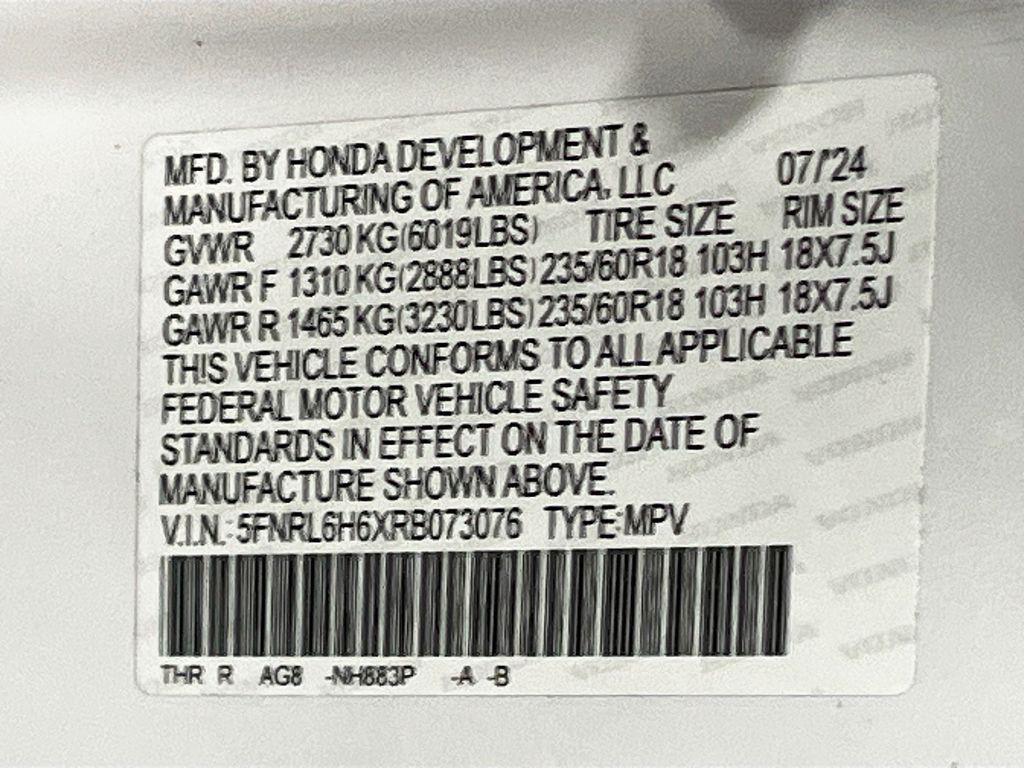 MFD. BY HONDA DEVELOPMENT &
MANUFACTURING OF AMERICA, LLC 07/'24
GVWR 2730 KG(6019LBS) TIRE SIZE RIM SIZE
GAWR F 1310 KG(2888LBS) 235/60R18 103H 18X7.5J
GAWR R 1465 KG(3230LBS) 235/60R18 103H 18X7.5J
THIS VEHICLE CONFORMS TO ALL APPLICABLE
FEDERAL MOTOR VEHICLE SAFETY
STANDARDS IN EFFECT ON THE DATE OF
MANUFACTURE SHOWN ABOVE.
V.I.N.: 5FNRL6H6XRB073076 TYPE:MPV
THR R AG8 -NH883P -A -B